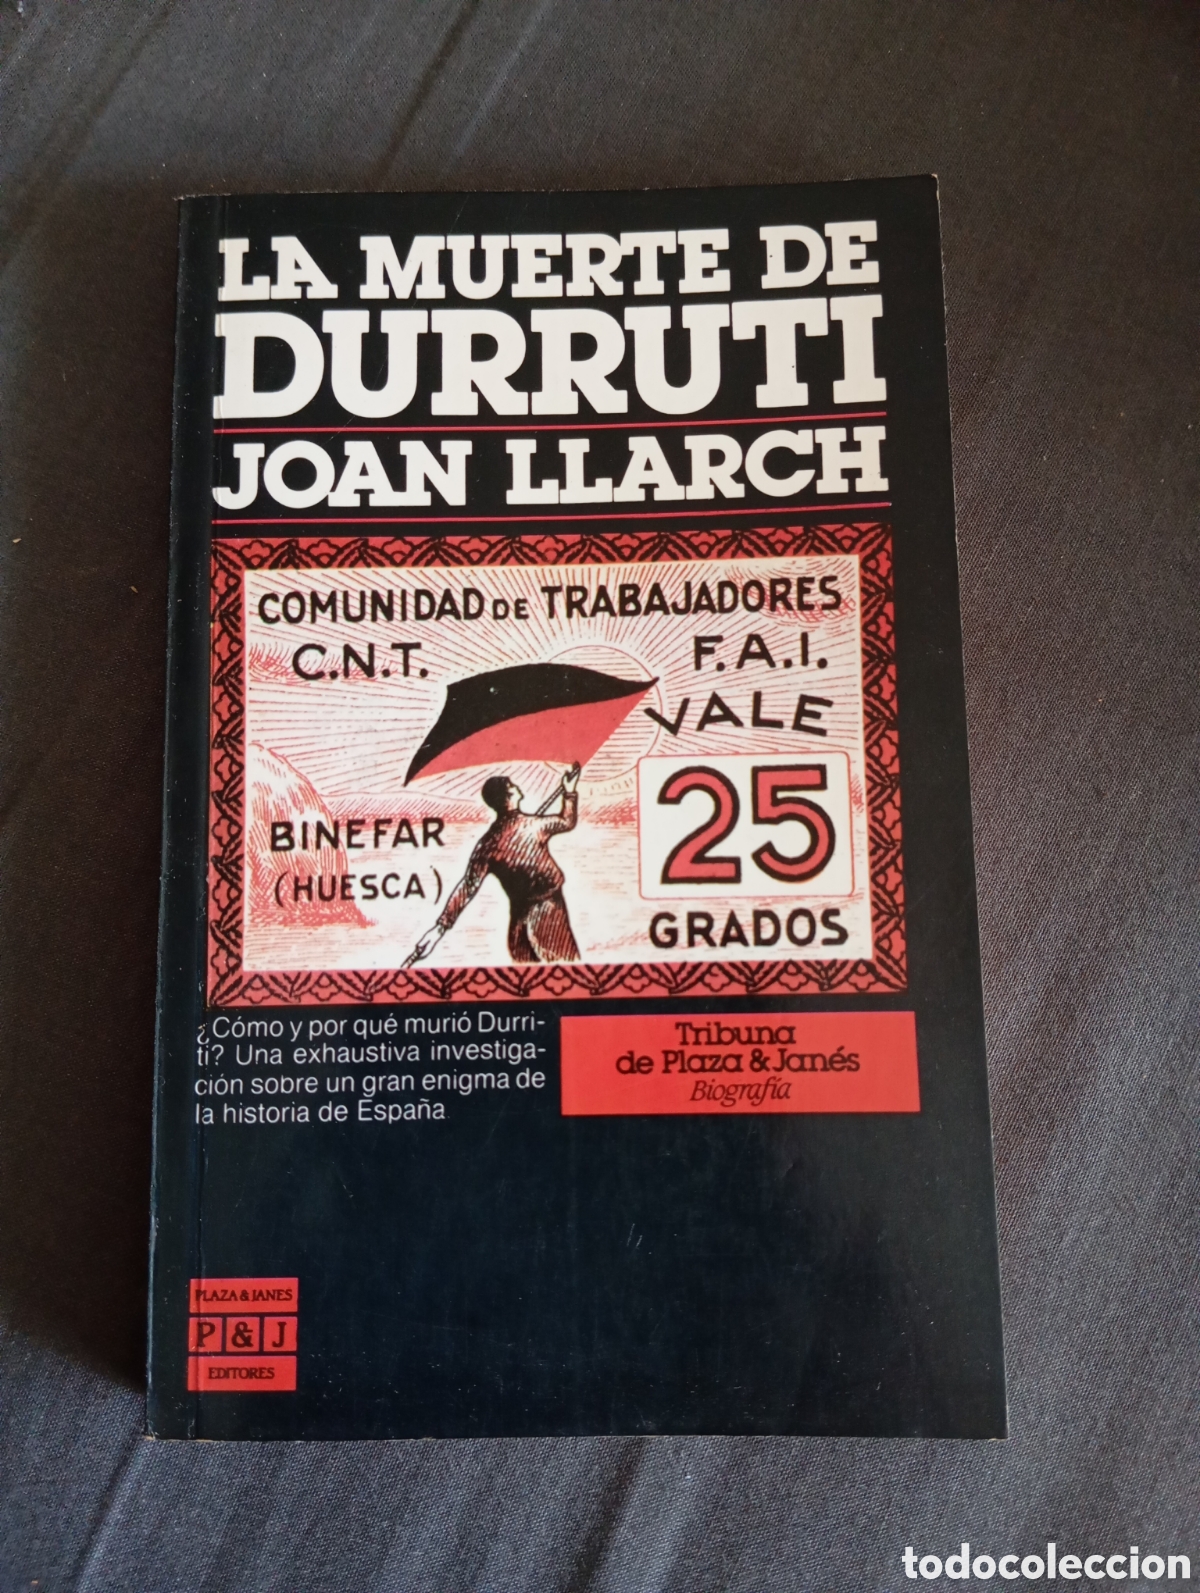 LA MUERTE DE
DURRUTI
JOAN LLARCH
COMUNIDAD DE TRABAJADORES
C.N.T.
F.A.I.
VALE
25
GRADOS
BINEFAR
(HUESCA)
¿Cómo y por qué murió Durri-
ti? Una exhaustiva investiga-
ción sobre un gran enigma de
la historia de España.
Tribuna
de Plaza & Janés
Biografía
PLAZA & JANES
P & J
EDITORES
todocoleccion